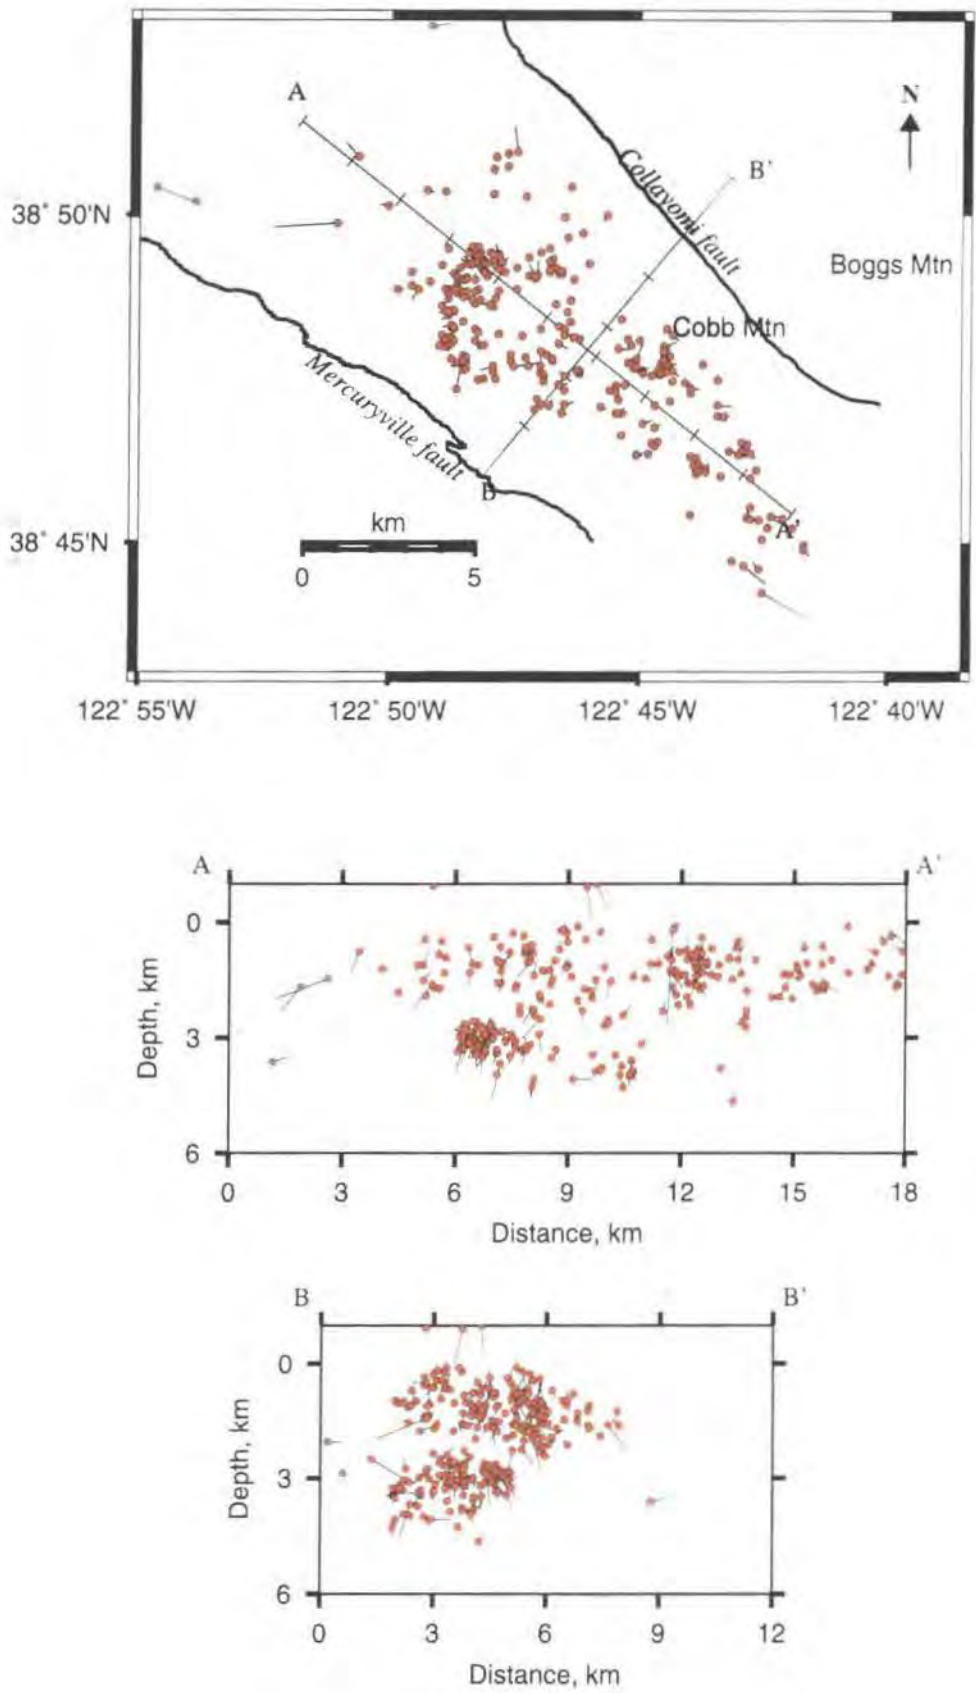 A
N
Collayomi fault
B'
38° 50'N
Boggs Mtn
Cobb Mtn
Mercuryville fault
B
km
A'
38° 45'N
0 5
122° 55'W 122° 50'W 122° 45'W 122° 40'W
A A'
0
3
6
Depth, km
0 3 6 9 12 15 18
Distance, km
B B'
0
3
6
Depth, km
0 3 6 9 12
Distance, km